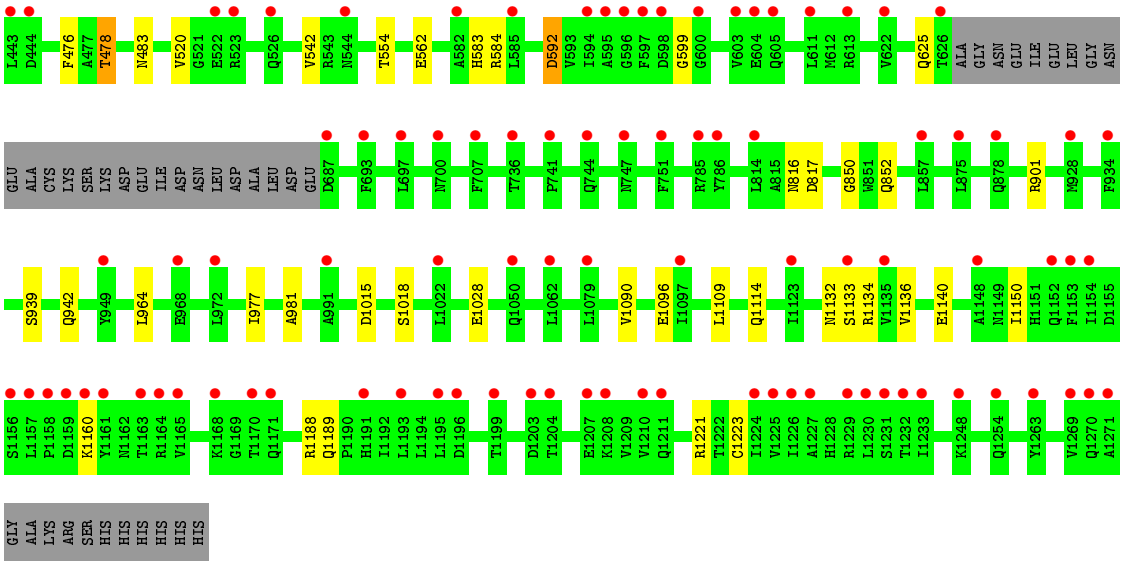 L443 D444 F476 A477 T478 N483 V520 G521 E522 R523 Q526 V542 R543 N544 T554 E562 A582 H583 R584 L585 D592 V593 I594 A595 G596 F597 D598 G599 G600 V603 E604 Q605 L611 M612 R613 V622 Q625 T626 ALA GLY ASN GLU ILE GLU LEU GLY ASN
GLU ALA CYS LYS SER LYS ASP GLU ILE ASP ASN LEU ASP ALA LEU ASP GLU D687 F693 L697 N700 F707 T736 P741 Q744 N747 F751 R785 Y786 L814 A815 N816 D817 G850 W851 Q852 L857 L875 Q878 R901 M928 F934
S939 Q942 Y949 L964 E968 L972 I977 A981 A991 D1015 S1018 L1022 E1028 Q1050 L1062 L1079 V1090 E1096 I1097 L1109 Q1114 I1123 N1132 S1133 R1134 V1135 V1136 E1140 A1148 N1149 I1150 H1151 Q1152 F1153 I1154 D1155
S1156 L1157 P1158 D1159 K1160 Y1161 N1162 T1163 R1164 V1165 K1168 G1169 T1170 Q1171 R1188 Q1189 P1190 H1191 I1192 L1193 L1194 L1195 D1196 T1199 D1203 T1204 E1207 K1208 V1209 V1210 Q1211 R1221 T1222 C1223 I1224 V1225 I1226 A1227 H1228 R1229 L1230 S1231 T1232 I1233 K1248 Q1254 Y1263 V1269 Q1270 A1271
GLY ALA LYS ARG SER HIS HIS HIS HIS HIS HIS